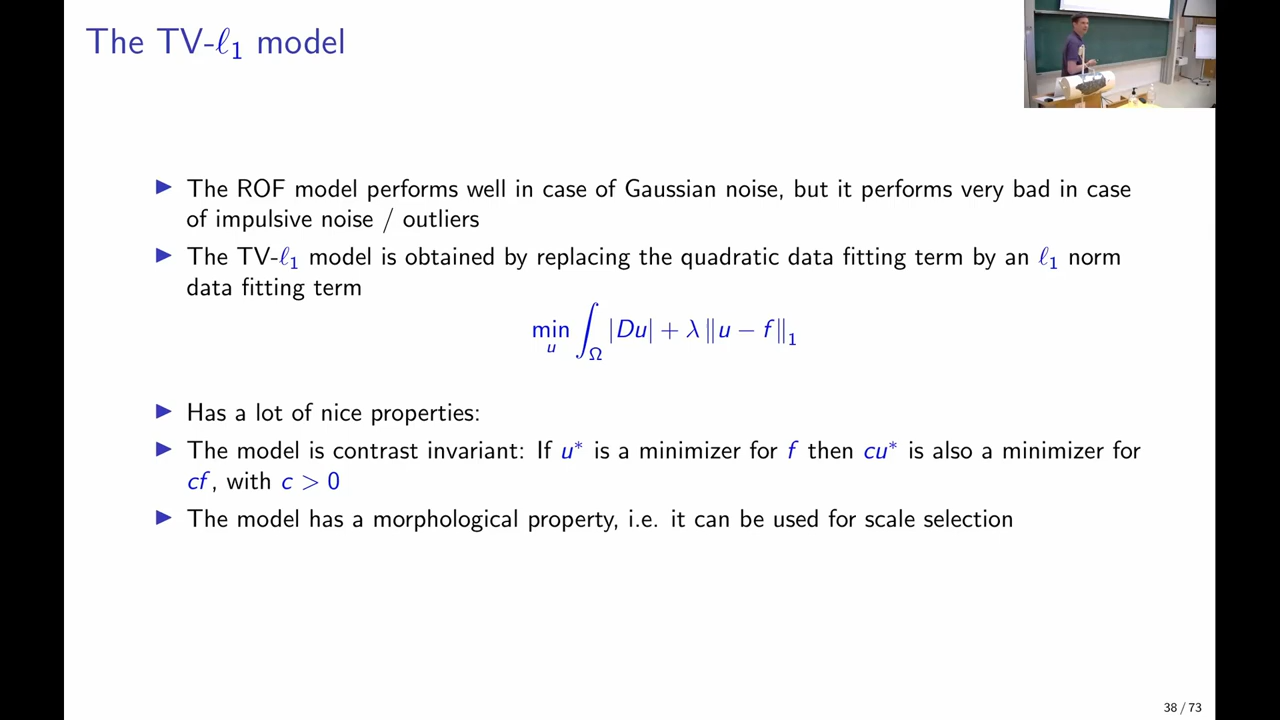 The TV-ℓ₁ model
▶ The ROF model performs well in case of Gaussian noise, but it performs very bad in case
of impulsive noise / outliers
▶ The TV-ℓ₁ model is obtained by replacing the quadratic data fitting term by an ℓ₁ norm
data fitting term
min_u ∫_Ω |Du| + λ ‖u − f‖₁
▶ Has a lot of nice properties:
▶ The model is contrast invariant: If u* is a minimizer for f then cu* is also a minimizer for
cf, with c > 0
▶ The model has a morphological property, i.e. it can be used for scale selection
38 / 73